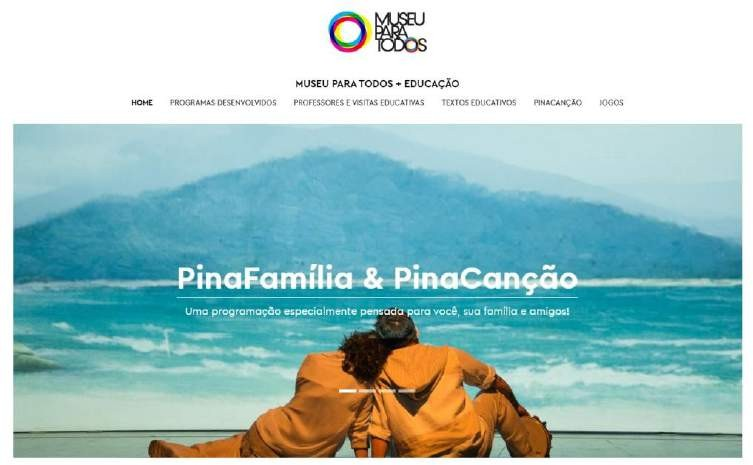 MUSEU
PARA
TODOS
MUSEU PARA TODOS + EDUCAÇÃO
HOME PROGRAMAS DESENVOLVIDOS PROFESSORES E VISITAS EDUCATIVAS TEXTOS EDUCATIVOS PINACANÇÃO JOGOS
PinaFamília & PinaCanção
Uma programação especialmente pensada para você, sua família e amigos!